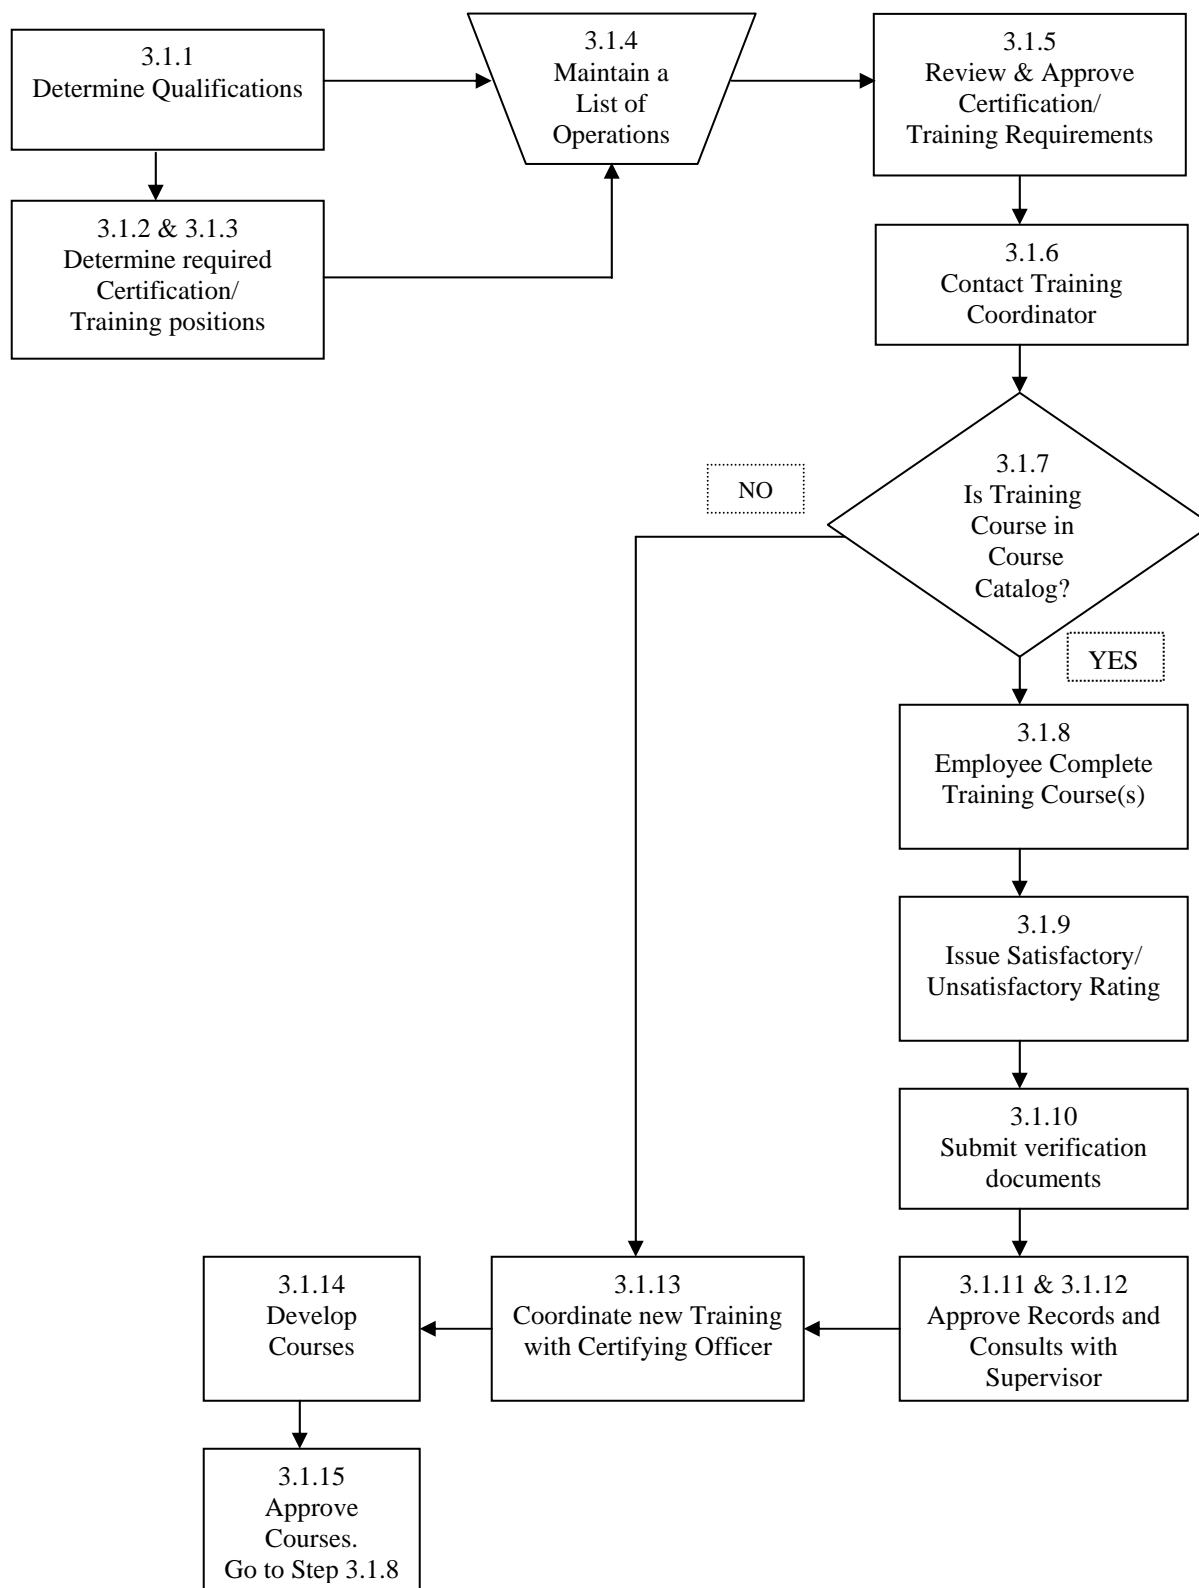 3.1.1
Determine Qualifications
3.1.4
Maintain a
List of
Operations
3.1.5
Review & Approve
Certification/
Training Requirements
3.1.2 & 3.1.3
Determine required
Certification/
Training positions
3.1.6
Contact Training
Coordinator
3.1.7
Is Training
Course in
Course
Catalog?
NO
YES
3.1.8
Employee Complete
Training Course(s)
3.1.9
Issue Satisfactory/
Unsatisfactory Rating
3.1.10
Submit verification
documents
3.1.14
Develop
Courses
3.1.13
Coordinate new Training
with Certifying Officer
3.1.11 & 3.1.12
Approve Records and
Consults with
Supervisor
3.1.15
Approve
Courses.
Go to Step 3.1.8